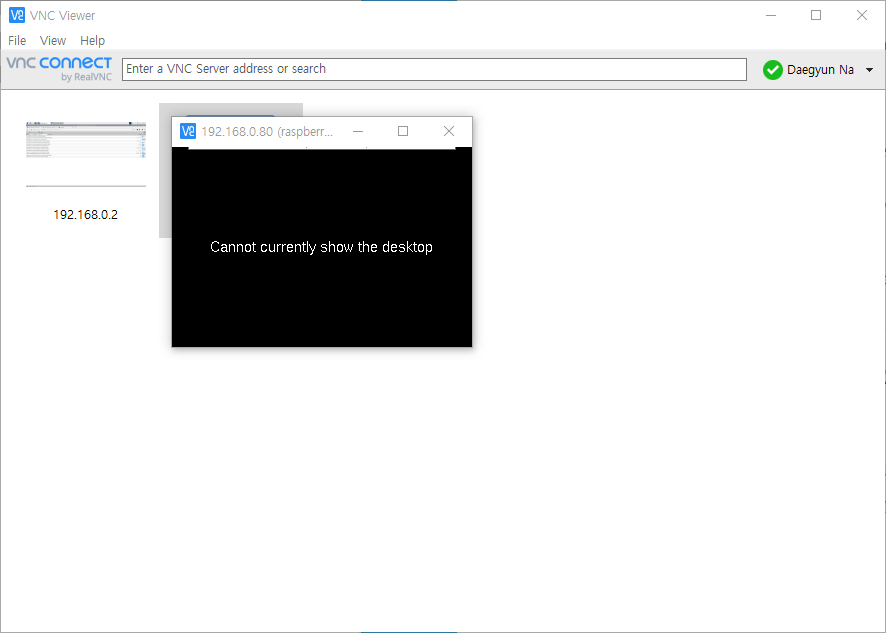 VNC Viewer
File View Help
VNC CONNECT
by RealVNC
Enter a VNC Server address or search
Daegyun Na
192.168.0.80 (raspberr...
Cannot currently show the desktop
192.168.0.2